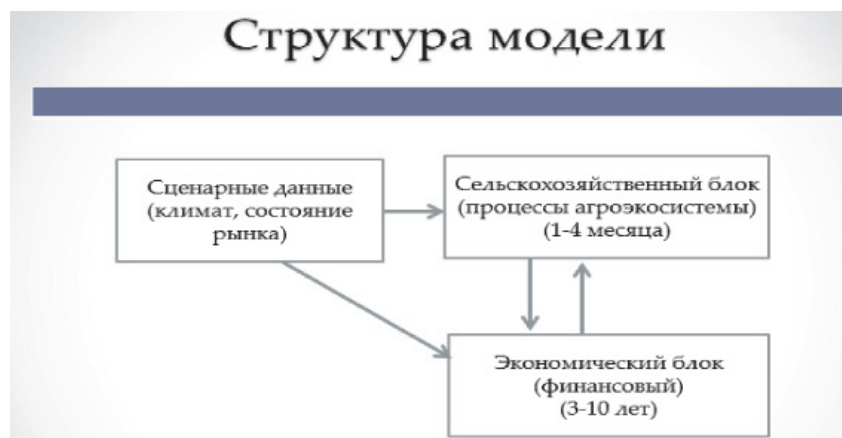 Структура модели
Сценарные данные
(климат, состояние
рынка)
Сельскохозяйственный блок
(процессы агроэкосистемы)
(1-4 месяца)
Экономический блок
(финансовый)
(3-10 лет)